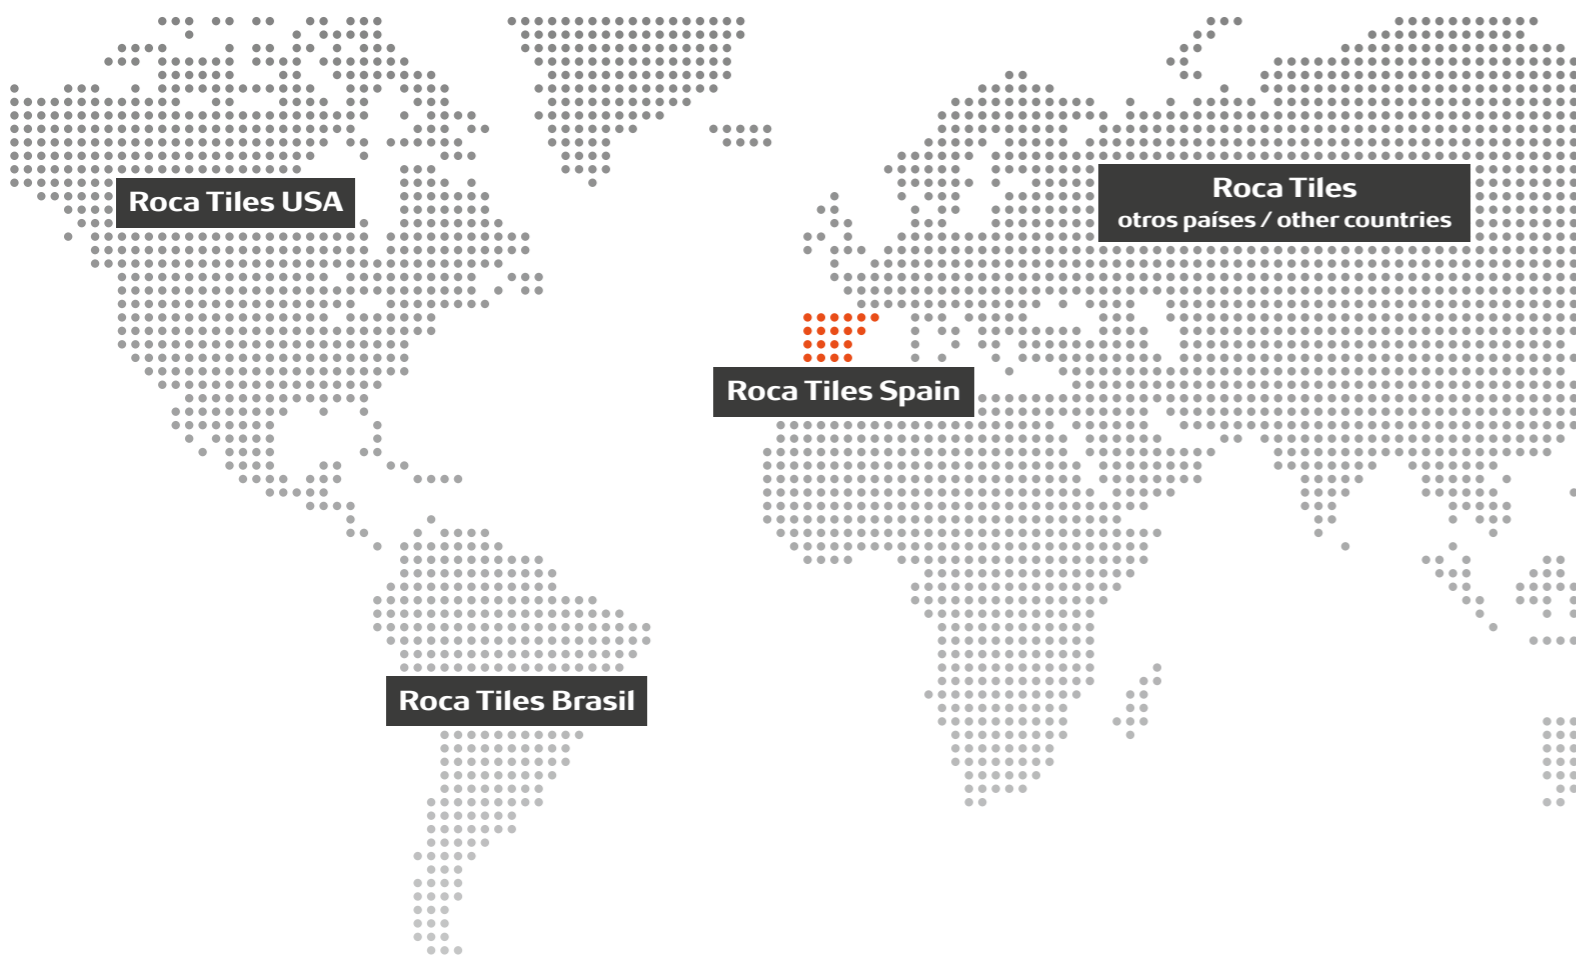 Roca Tiles USA
Roca Tiles
otros países / other countries
Roca Tiles Spain
Roca Tiles Brasil